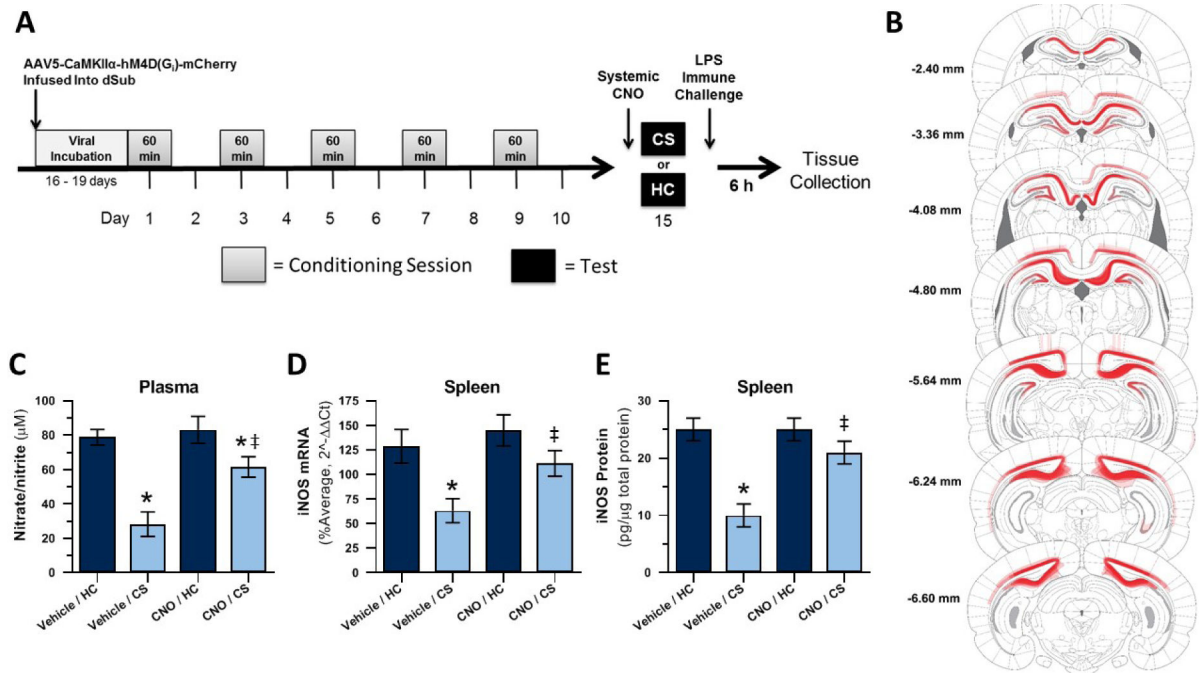 A
AAV5-CaMKIIα-hM4D(Gi)-mCherry
Infused Into dSub
Viral
Incubation
60
min
60
min
60
min
60
min
60
min
16 - 19 days
Day 1 2 3 4 5 6 7 8 9 10
Systemic
CNO
LPS
Immune
Challenge
CS
or
HC
15
6 h
Tissue
Collection
= Conditioning Session
= Test
B
-2.40 mm
-3.36 mm
-4.08 mm
-4.80 mm
-5.64 mm
-6.24 mm
-6.60 mm
C
Plasma
Nitrate/nitrite (μM)
100
80
60
40
20
0
*
*‡
Vehicle / HC
Vehicle / CS
CNO / HC
CNO / CS
D
Spleen
iNOS mRNA
(%Average, 2^-ΔΔCt)
175
150
125
100
75
50
25
0
*
‡
Vehicle / HC
Vehicle / CS
CNO / HC
CNO / CS
E
Spleen
iNOS Protein
(pg/μg total protein)
30
20
10
0
*
‡
Vehicle / HC
Vehicle / CS
CNO / HC
CNO / CS